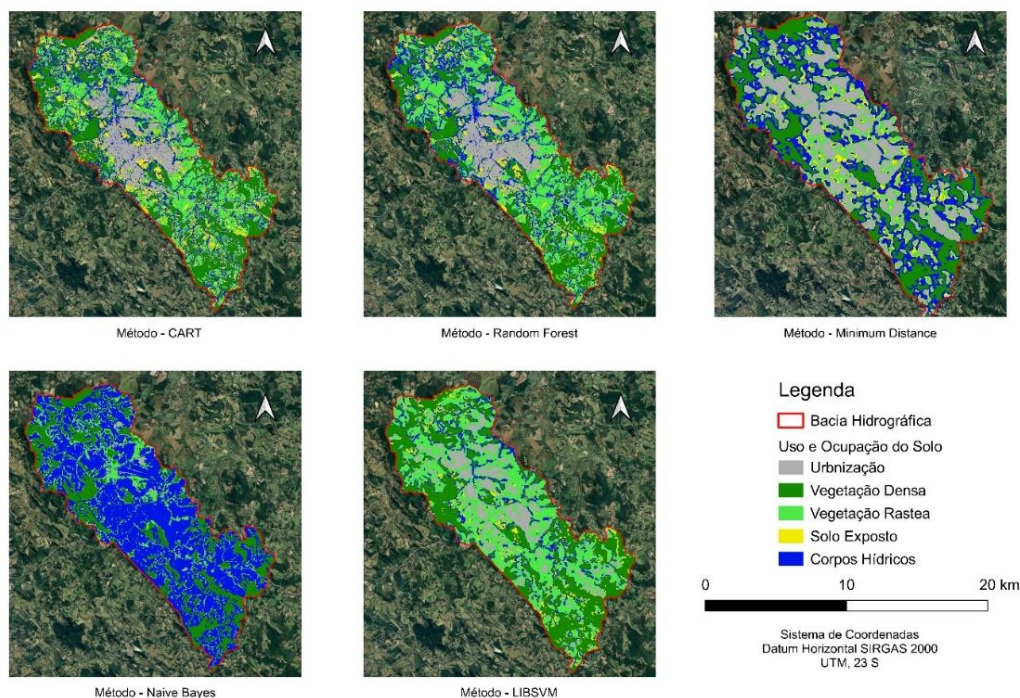 Método - CART
Método - Random Forest
Método - Minimum Distance
Método - Naive Bayes
Método - LIBSVM
Legenda
Bacia Hidrográfica
Uso e Ocupação do Solo
Urbnização
Vegetação Densa
Vegetação Rastea
Solo Exposto
Corpos Hídricos
0 10 20 km
Sistema de Coordenadas
Datum Horizontal SIRGAS 2000
UTM, 23 S